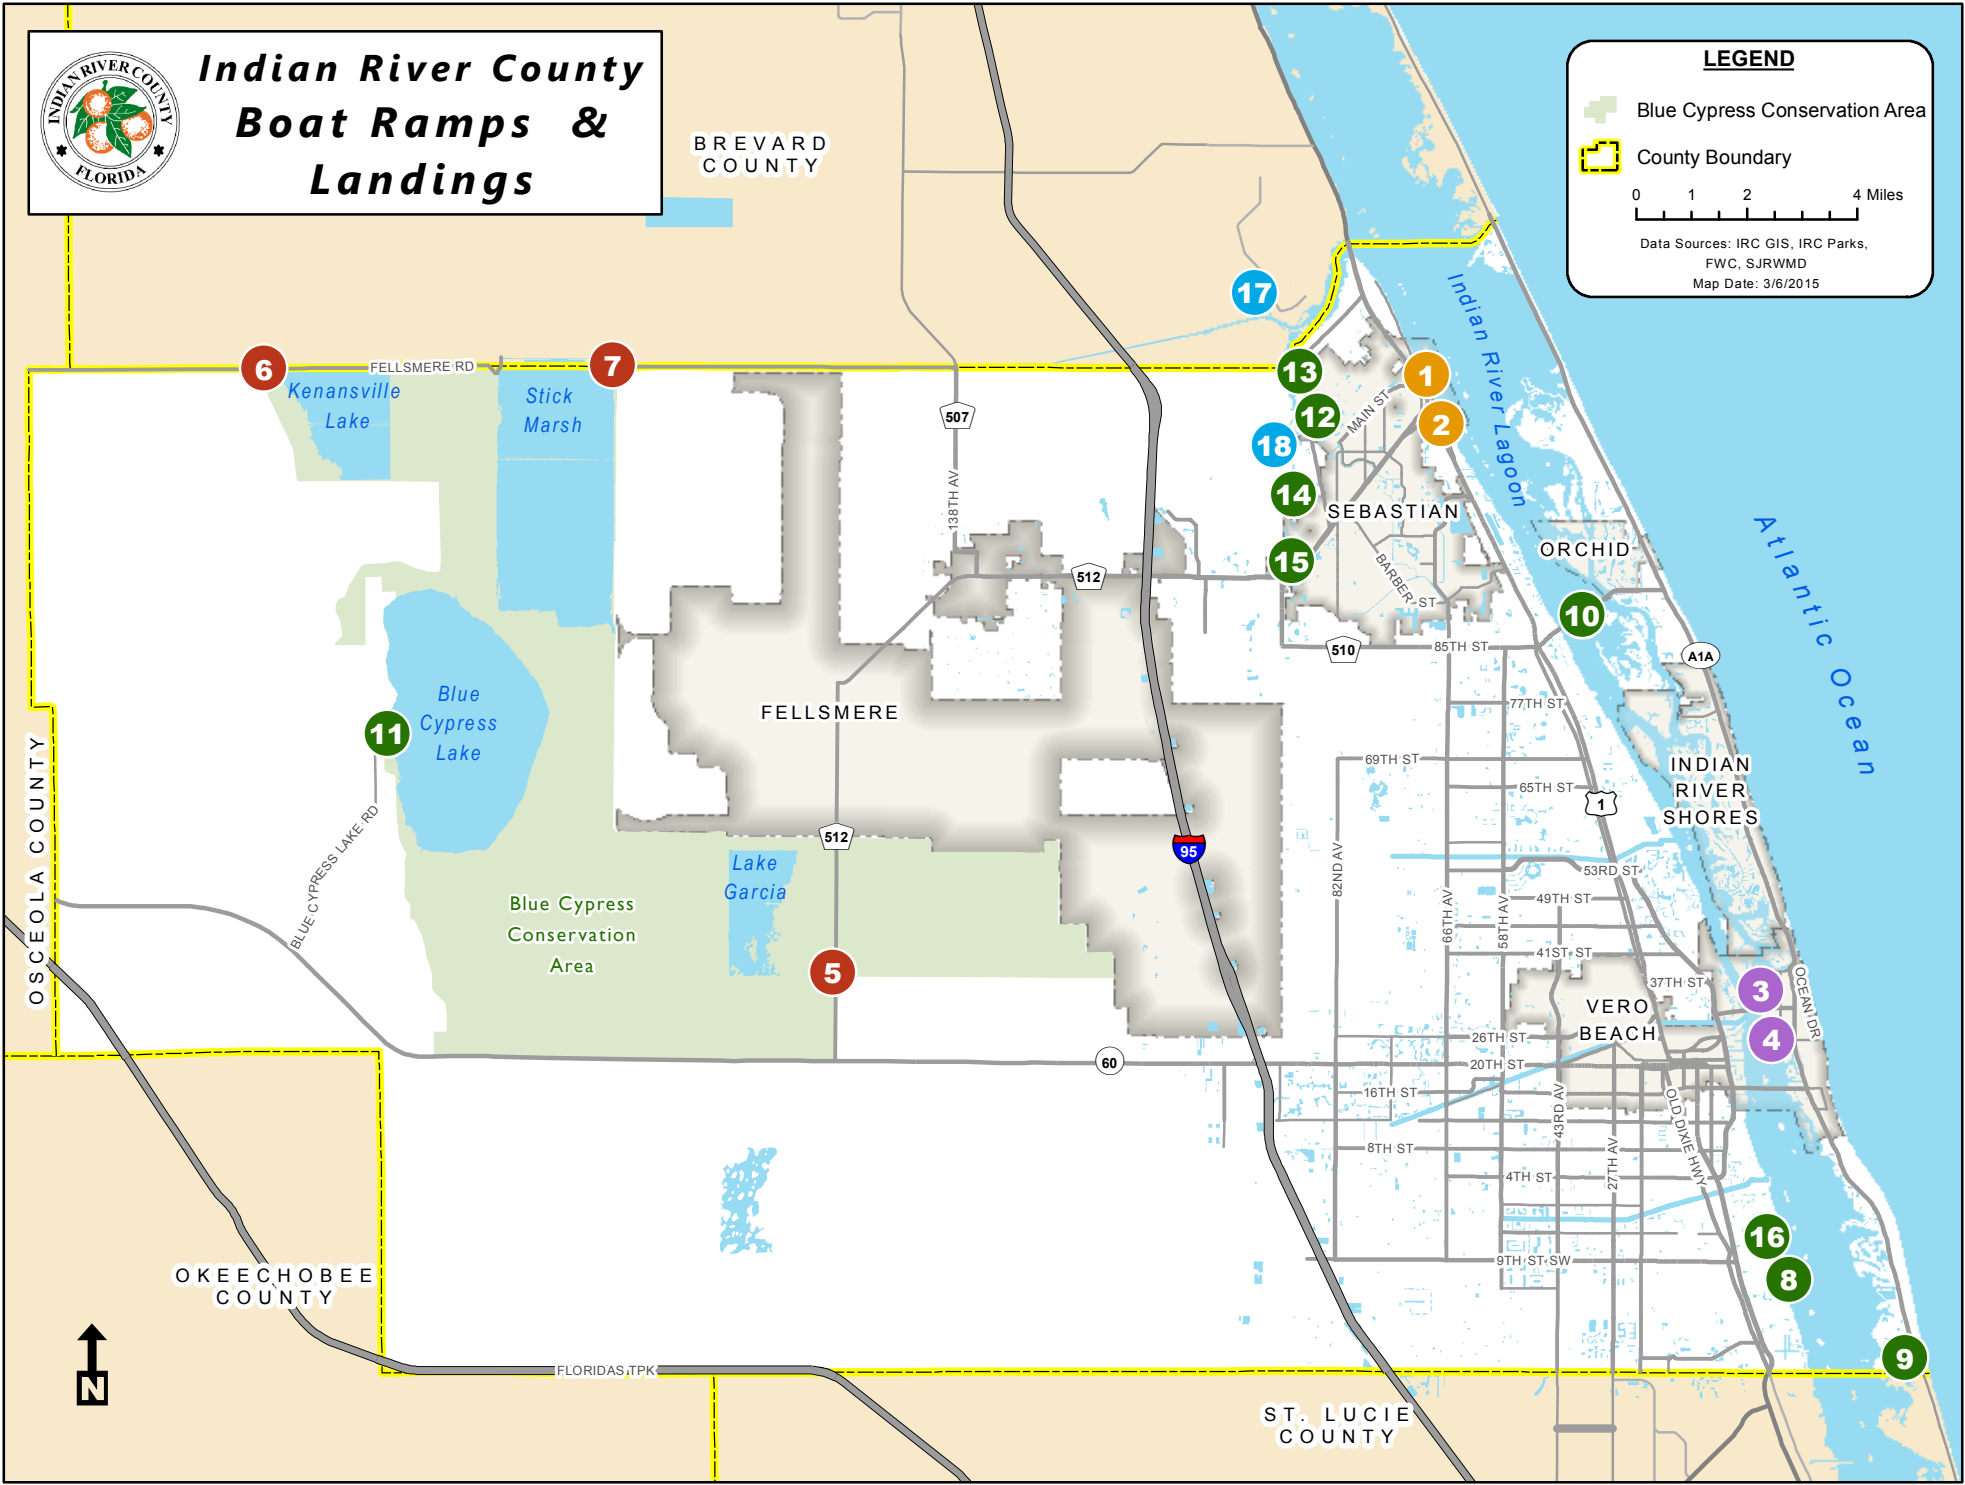 INDIAN RIVER COUNTY
FLORIDA
Indian River County
Boat Ramps &
Landings
LEGEND
Blue Cypress Conservation Area
County Boundary
0 1 2 4 Miles
Data Sources: IRC GIS, IRC Parks,
FWC, SJRWMD
Map Date: 3/6/2015
BREVARD
COUNTY
17
Indian River Lagoon
6
FELLSMERE RD
7
13
1
Kenansville
Lake
Stick
Marsh
507
12
MAIN ST
2
18
138TH AV
14
SEBASTIAN
Atlantic Ocean
ORCHID
15
512
BARBER ST
10
510
85TH ST
A1A
Blue
Cypress
Lake
11
FELLSMERE
77TH ST
69TH ST
INDIAN
RIVER
SHORES
65TH ST
1
OSCEOLA COUNTY
BLUE CYPRESS LAKE RD
512
95
Lake
Garcia
82ND AV
53RD ST
49TH ST
66TH AV
58TH AV
Blue Cypress
Conservation
Area
41ST ST
5
37TH ST
3
OCEAN DR
VERO
BEACH
4
26TH ST
60
20TH ST
16TH ST
43RD AV
OLD DIXIE HWY
8TH ST
27TH AV
4TH ST
16
9TH ST SW
8
OKEECHOBEE
COUNTY
9
FLORIDAS TPK
N
ST. LUCIE
COUNTY